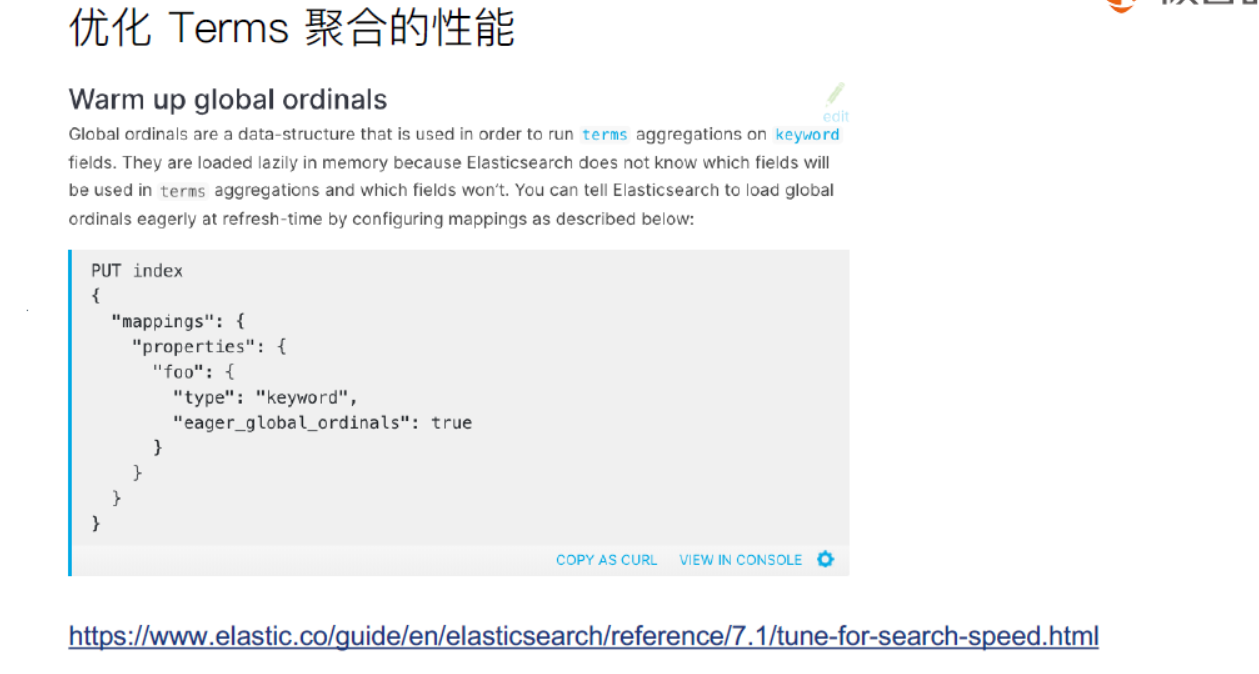 优化 Terms 聚合的性能
Warm up global ordinals
edit
Global ordinals are a data-structure that is used in order to run terms aggregations on keyword
fields. They are loaded lazily in memory because Elasticsearch does not know which fields will
be used in terms aggregations and which fields won’t. You can tell Elasticsearch to load global
ordinals eagerly at refresh-time by configuring mappings as described below:
PUT index
{
  "mappings": {
    "properties": {
      "foo": {
        "type": "keyword",
        "eager_global_ordinals": true
      }
    }
  }
}
COPY AS CURL VIEW IN CONSOLE
https://www.elastic.co/guide/en/elasticsearch/reference/7.1/tune-for-search-speed.html